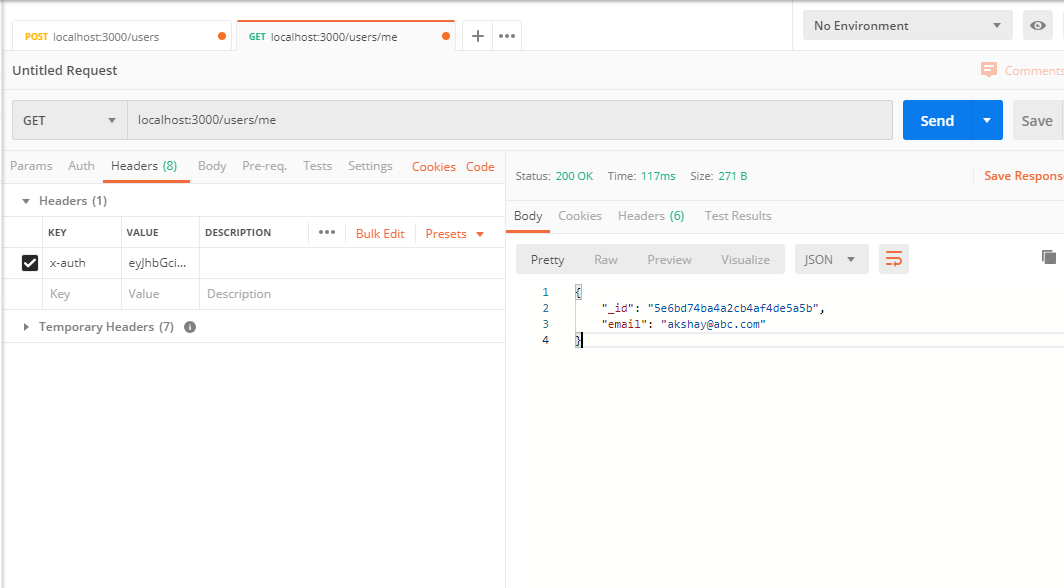 POST localhost:3000/users GET localhost:3000/users/me No Environment
Untitled Request Comments
GET localhost:3000/users/me Send Save
Params Auth Headers (8) Body Pre-req. Tests Settings Cookies Code
Status: 200 OK Time: 117ms Size: 271 B Save Respons
Headers (1)
Body Cookies Headers (6) Test Results
KEY VALUE DESCRIPTION ••• Bulk Edit Presets
x-auth eyJhbGci...
Key Value Description
Temporary Headers (7)
Pretty Raw Preview Visualize JSON
1 {
2 "_id": "5e6bd74ba4a2cb4af4de5a5b",
3 "email": "akshay@abc.com"
4 }